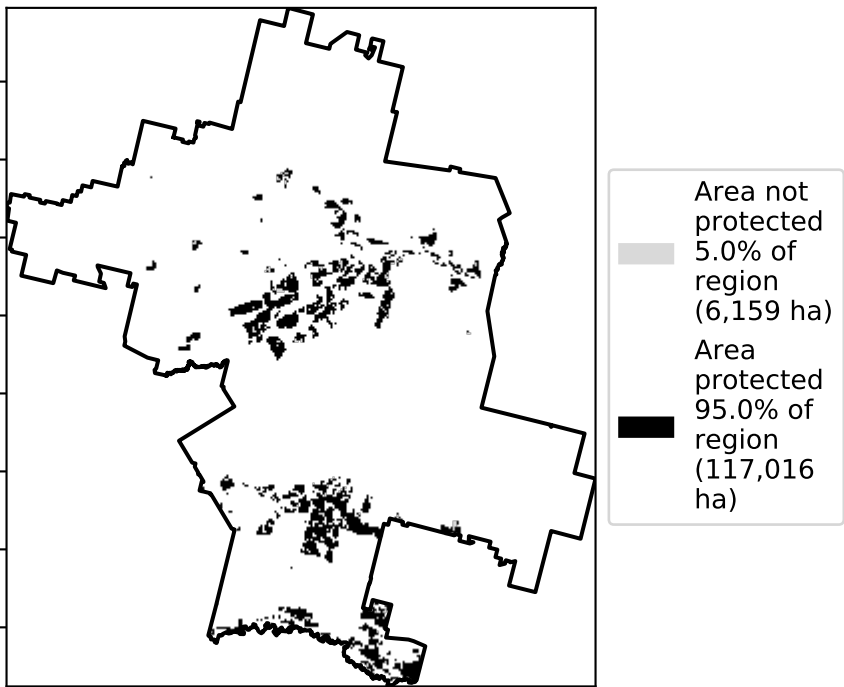 Area not
protected
5.0% of
region
(6,159 ha)
Area
protected
95.0% of
region
(117,016
ha)